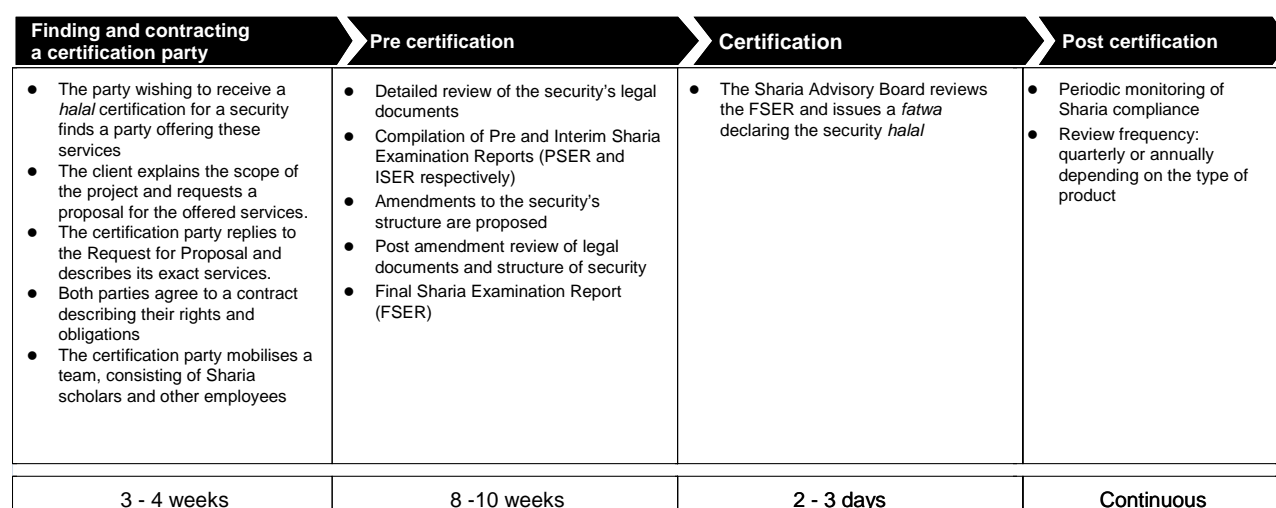 Finding and contracting
a certification party
Pre certification
Certification
Post certification
● The party wishing to receive a
halal certification for a security
finds a party offering these
services
● The client explains the scope of
the project and requests a
proposal for the offered services.
● The certification party replies to
the Request for Proposal and
describes its exact services.
● Both parties agree to a contract
describing their rights and
obligations
● The certification party mobilises a
team, consisting of Sharia
scholars and other employees
● Detailed review of the security's legal
documents
● Compilation of Pre and Interim Sharia
Examination Reports (PSER and
ISER respectively)
● Amendments to the security's
structure are proposed
● Post amendment review of legal
documents and structure of security
● Final Sharia Examination Report
(FSER)
● The Sharia Advisory Board reviews
the FSER and issues a fatwa
declaring the security halal
● Periodic monitoring of
Sharia compliance
● Review frequency:
quarterly or annually
depending on the type of
product
3 - 4 weeks
8 -10 weeks
2 - 3 days
Continuous